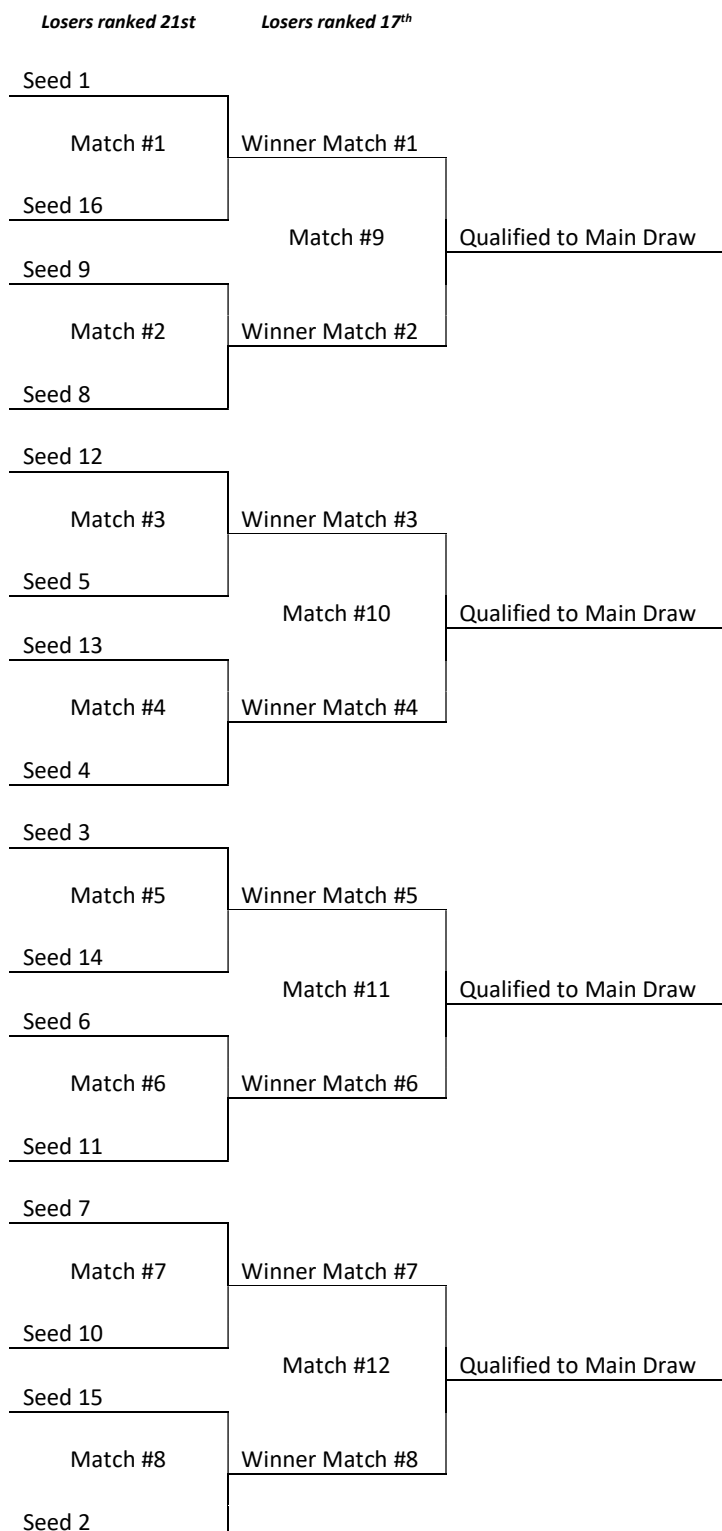 Losers ranked 21st Losers ranked 17th
Seed 1
Match #1 Winner Match #1
Seed 16
Match #9 Qualified to Main Draw
Seed 9
Match #2 Winner Match #2
Seed 8
Seed 12
Match #3 Winner Match #3
Seed 5
Match #10 Qualified to Main Draw
Seed 13
Match #4 Winner Match #4
Seed 4
Seed 3
Match #5 Winner Match #5
Seed 14
Match #11 Qualified to Main Draw
Seed 6
Match #6 Winner Match #6
Seed 11
Seed 7
Match #7 Winner Match #7
Seed 10
Match #12 Qualified to Main Draw
Seed 15
Match #8 Winner Match #8
Seed 2